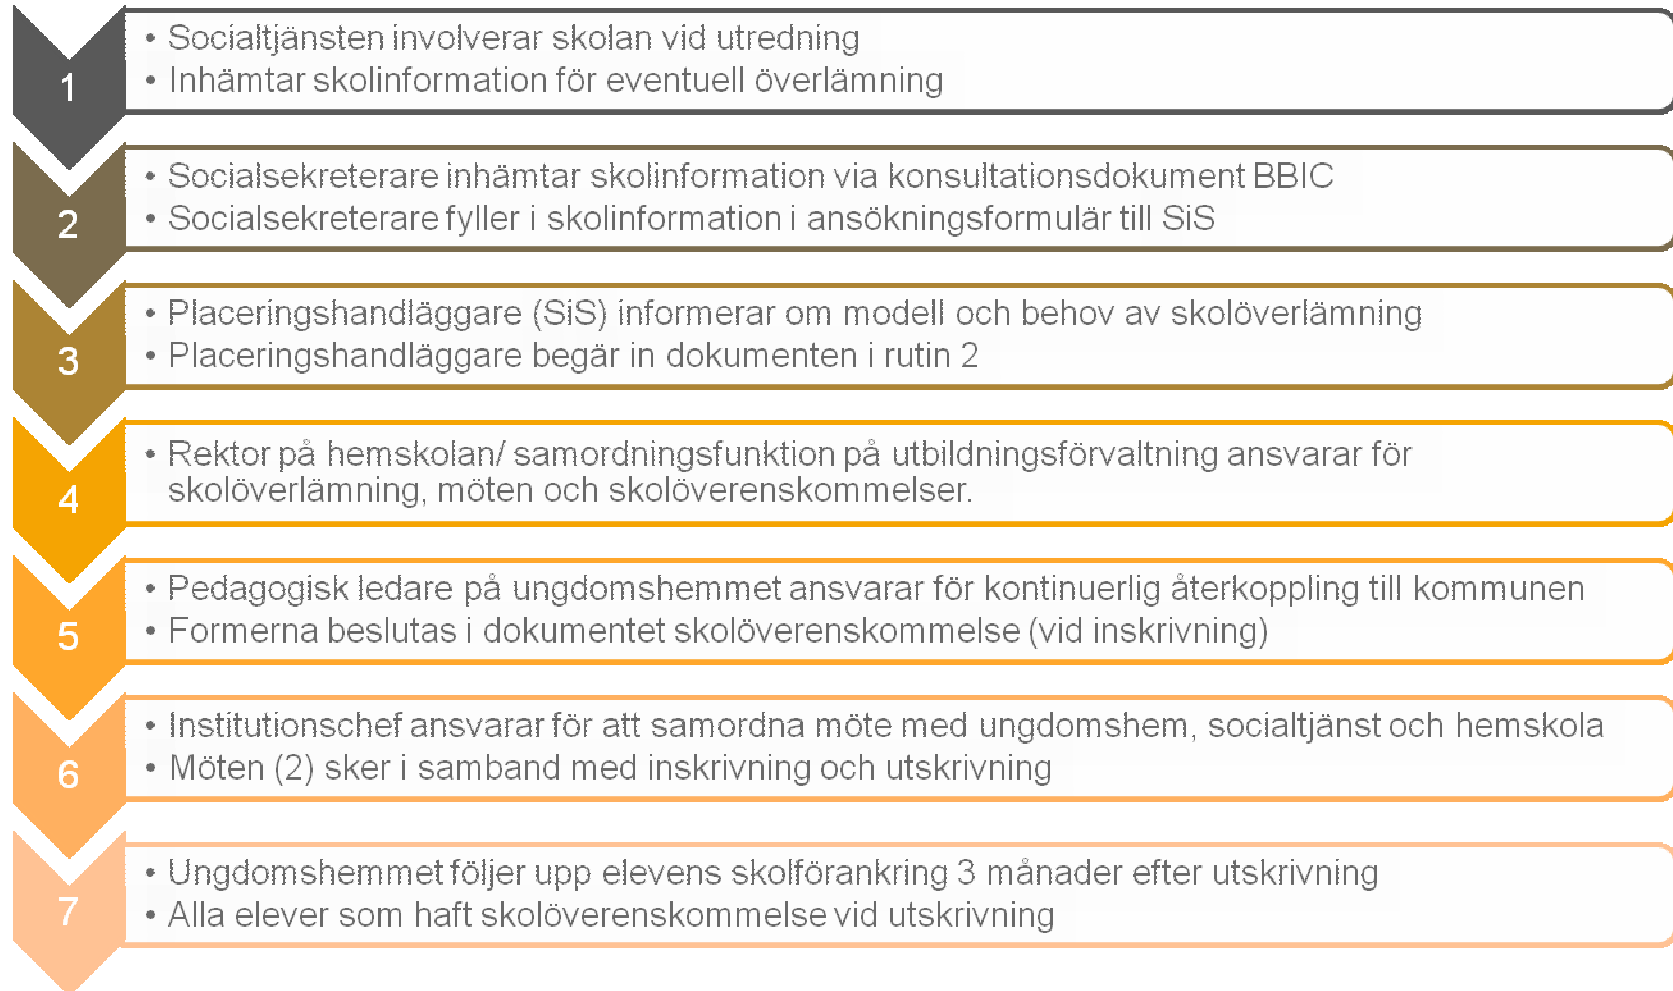 1
• Socialtjänsten involverar skolan vid utredning
• Inhämtar skolinformation för eventuell överlämning
2
• Socialsekreterare inhämtar skolinformation via konsultationsdokument BBIC
• Socialsekreterare fyller i skolinformation i ansökningsformulär till SiS
3
• Placeringshandläggare (SiS) informerar om modell och behov av skolöverlämning
• Placeringshandläggare begär in dokumenten i rutin 2
4
• Rektor på hemskolan/ samordningsfunktion på utbildningsförvaltning ansvarar för
skolöverlämning, möten och skolöverenskommelser.
5
• Pedagogisk ledare på ungdomshemmet ansvarar för kontinuerlig återkoppling till kommunen
• Formerna beslutas i dokumentet skolöverenskommelse (vid inskrivning)
6
• Institutionschef ansvarar för att samordna möte med ungdomshem, socialtjänst och hemskola
• Möten (2) sker i samband med inskrivning och utskrivning
7
• Ungdomshemmet följer upp elevens skolförankring 3 månader efter utskrivning
• Alla elever som haft skolöverenskommelse vid utskrivning